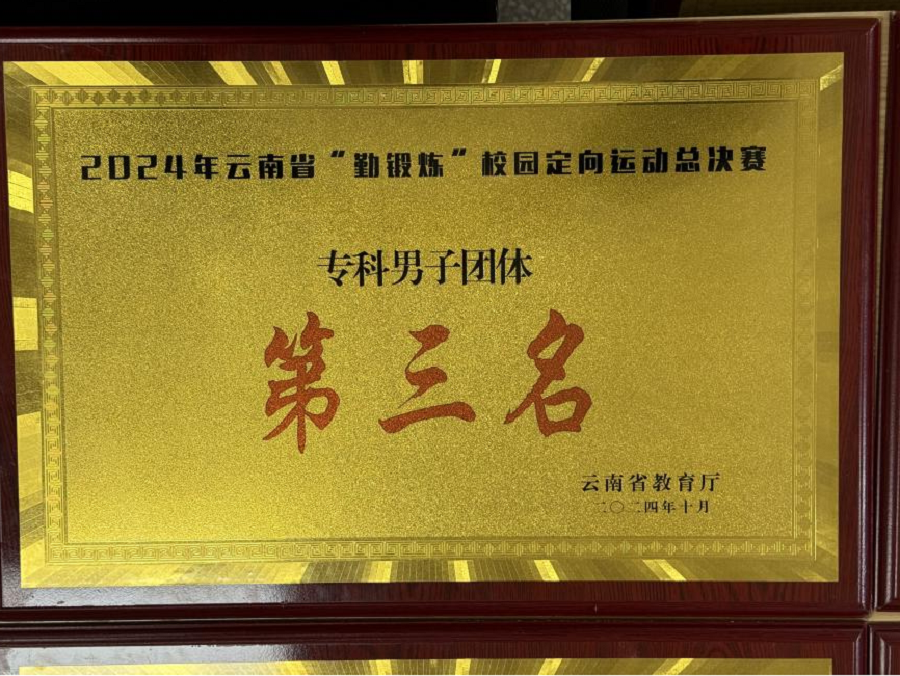 2024年云南省“勤锻炼”校园定向运动总决赛
专科男子团体
第三名
云南省教育厅
二〇二四年十月